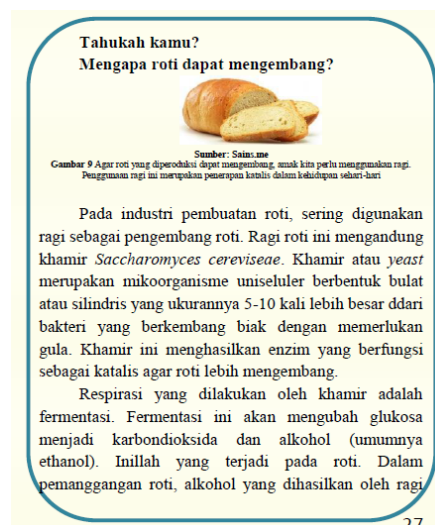 Tahukah kamu?
Mengapa roti dapat mengembang?
Sumber: Sains.me
Gambar 9 Agar roti yang diperoduksi dapat mengembang, amak kita perlu menggunakan ragi.
Penggunaan ragi ini merupakan penerapan katalis dalam kehidupan sehari-hari
Pada industri pembuatan roti, sering digunakan
ragi sebagai pengembang roti. Ragi roti ini mengandung
khamir Saccharomyces cereviseae. Khamir atau yeast
merupakan mikoorganisme uniseluler berbentuk bulat
atau silindris yang ukurannya 5-10 kali lebih besar ddari
bakteri yang berkembang biak dengan memerlukan
gula. Khamir ini menghasilkan enzim yang berfungsi
sebagai katalis agar roti lebih mengembang.
Respirasi yang dilakukan oleh khamir adalah
fermentasi. Fermentasi ini akan mengubah glukosa
menjadi karbondioksida dan alkohol (umumnya
ethanol). Inillah yang terjadi pada roti. Dalam
pemanggangan roti, alkohol yang dihasilkan oleh ragi
27